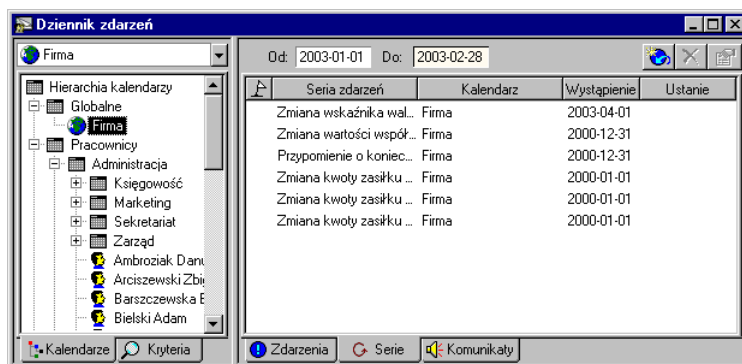 Dziennik zdarzeń
Firma
Od: 2003-01-01 Do: 2003-02-28
Hierarchia kalendarzy
Globalne
Firma
Pracownicy
Administracja
Księgowość
Marketing
Sekretariat
Zarząd
Ambroziak Danu
Arciszewski Zbi
Barszczewska E
Bielski Adam
Kalendarze Kryteria
Seria zdarzeń Kalendarz Wystąpienie Ustanie
Zmiana wskaźnika wal... Firma 2003-04-01
Zmiana wartości współ... Firma 2000-12-31
Przypomienie o koniec... Firma 2000-12-31
Zmiana kwoty zasiłku ... Firma 2000-01-01
Zmiana kwoty zasiłku ... Firma 2000-01-01
Zmiana kwoty zasiłku ... Firma 2000-01-01
Zdarzenia Serie Komunikaty